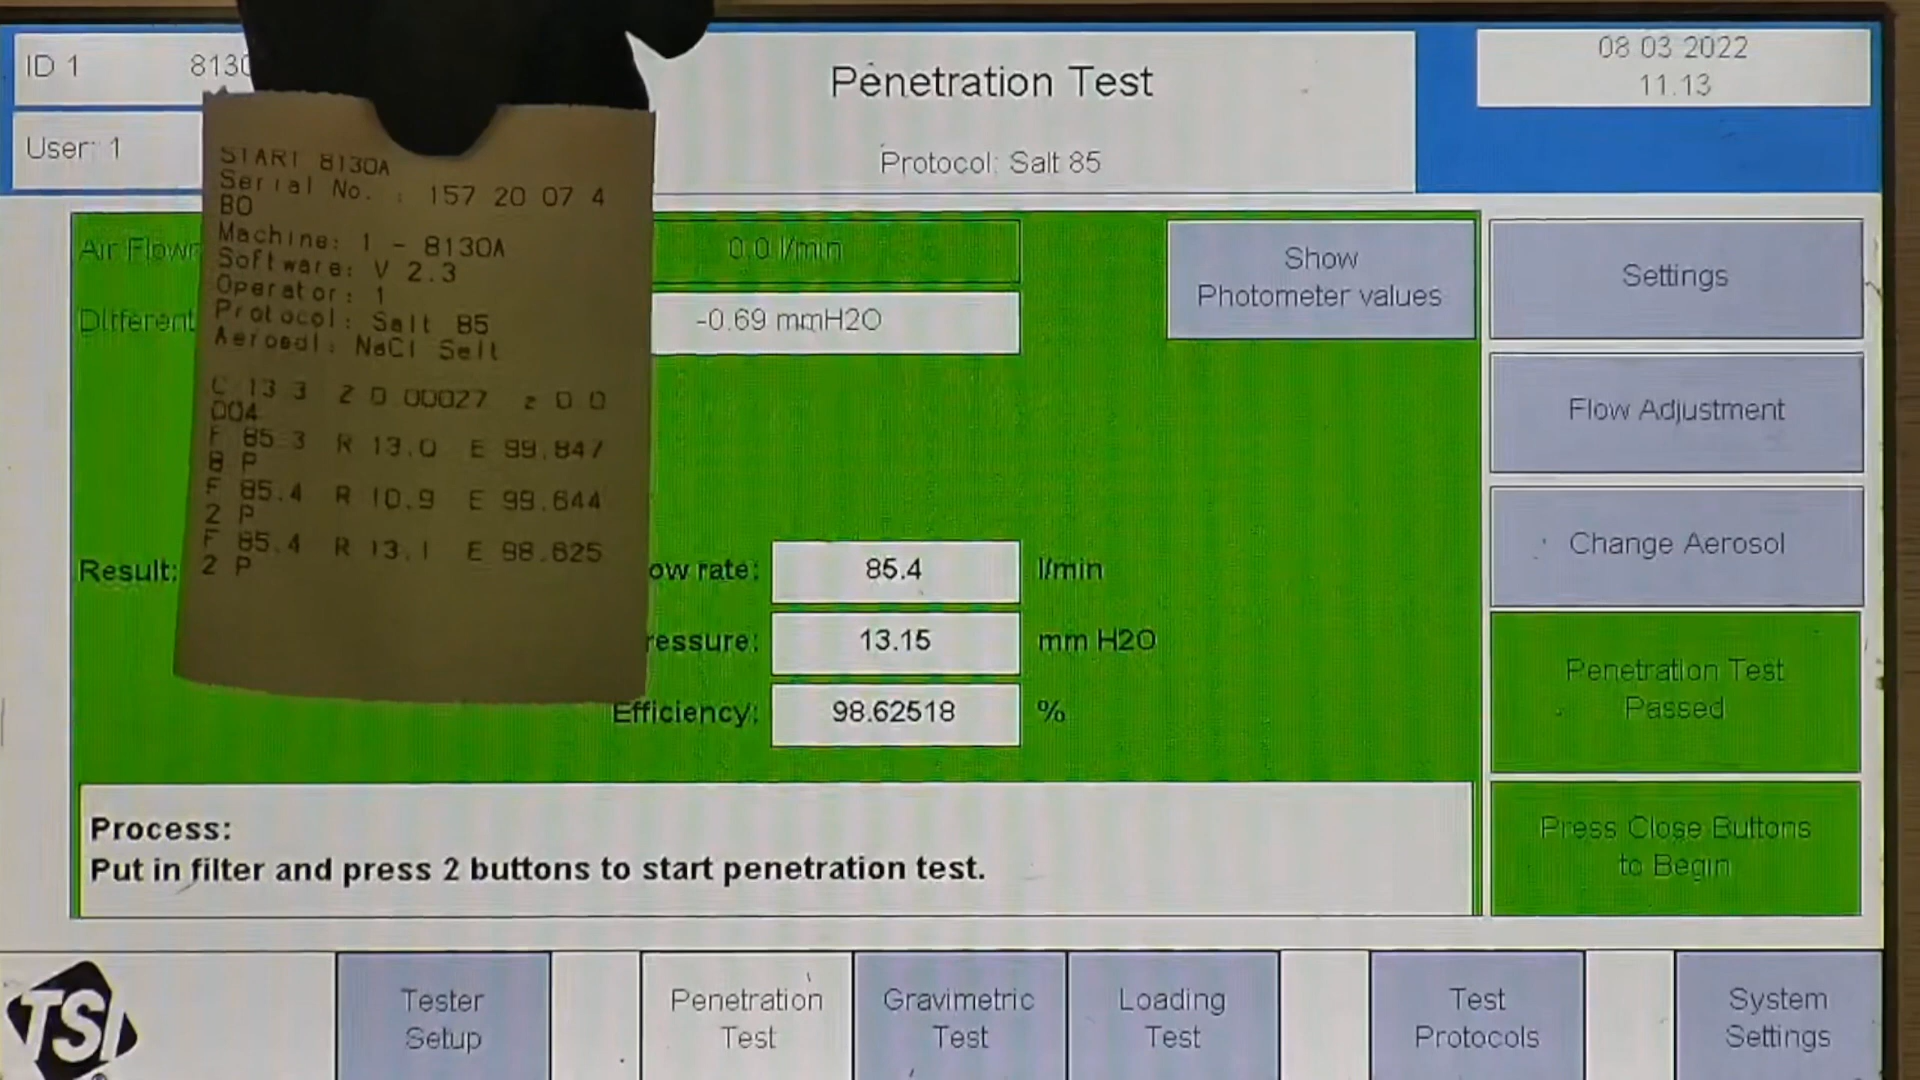 ID 1 8130
User: 1
Penetration Test
Protocol: Salt 85
08 03 2022
11.13
START 8130A
Serial No. : 157 20 07 4
BO
Machine: 1 - 8130A
Software: V 2.3
Operator: 1
Protocol: Salt 85
Aerosol: NaCl Salt
C 13 3 Z 0 00027 z 0 0
004
F 85 3 R 13.0 E 99.847
8 P
F 85.4 R 10.9 E 99.644
2 P
F 85.4 R 13.1 E 98.625
2 P
Air Flow
0.0 l/min
Different
-0.69 mmH2O
Show
Photometer values
Result:
ow rate: 85.4 l/min
ressure: 13.15 mm H2O
Efficiency: 98.62518 %
Process:
Put in filter and press 2 buttons to start penetration test.
Settings
Flow Adjustment
Change Aerosol
Penetration Test
Passed
Press Close Buttons
to Begin
TSI
Tester
Setup
Penetration
Test
Gravimetric
Test
Loading
Test
Test
Protocols
System
Settings